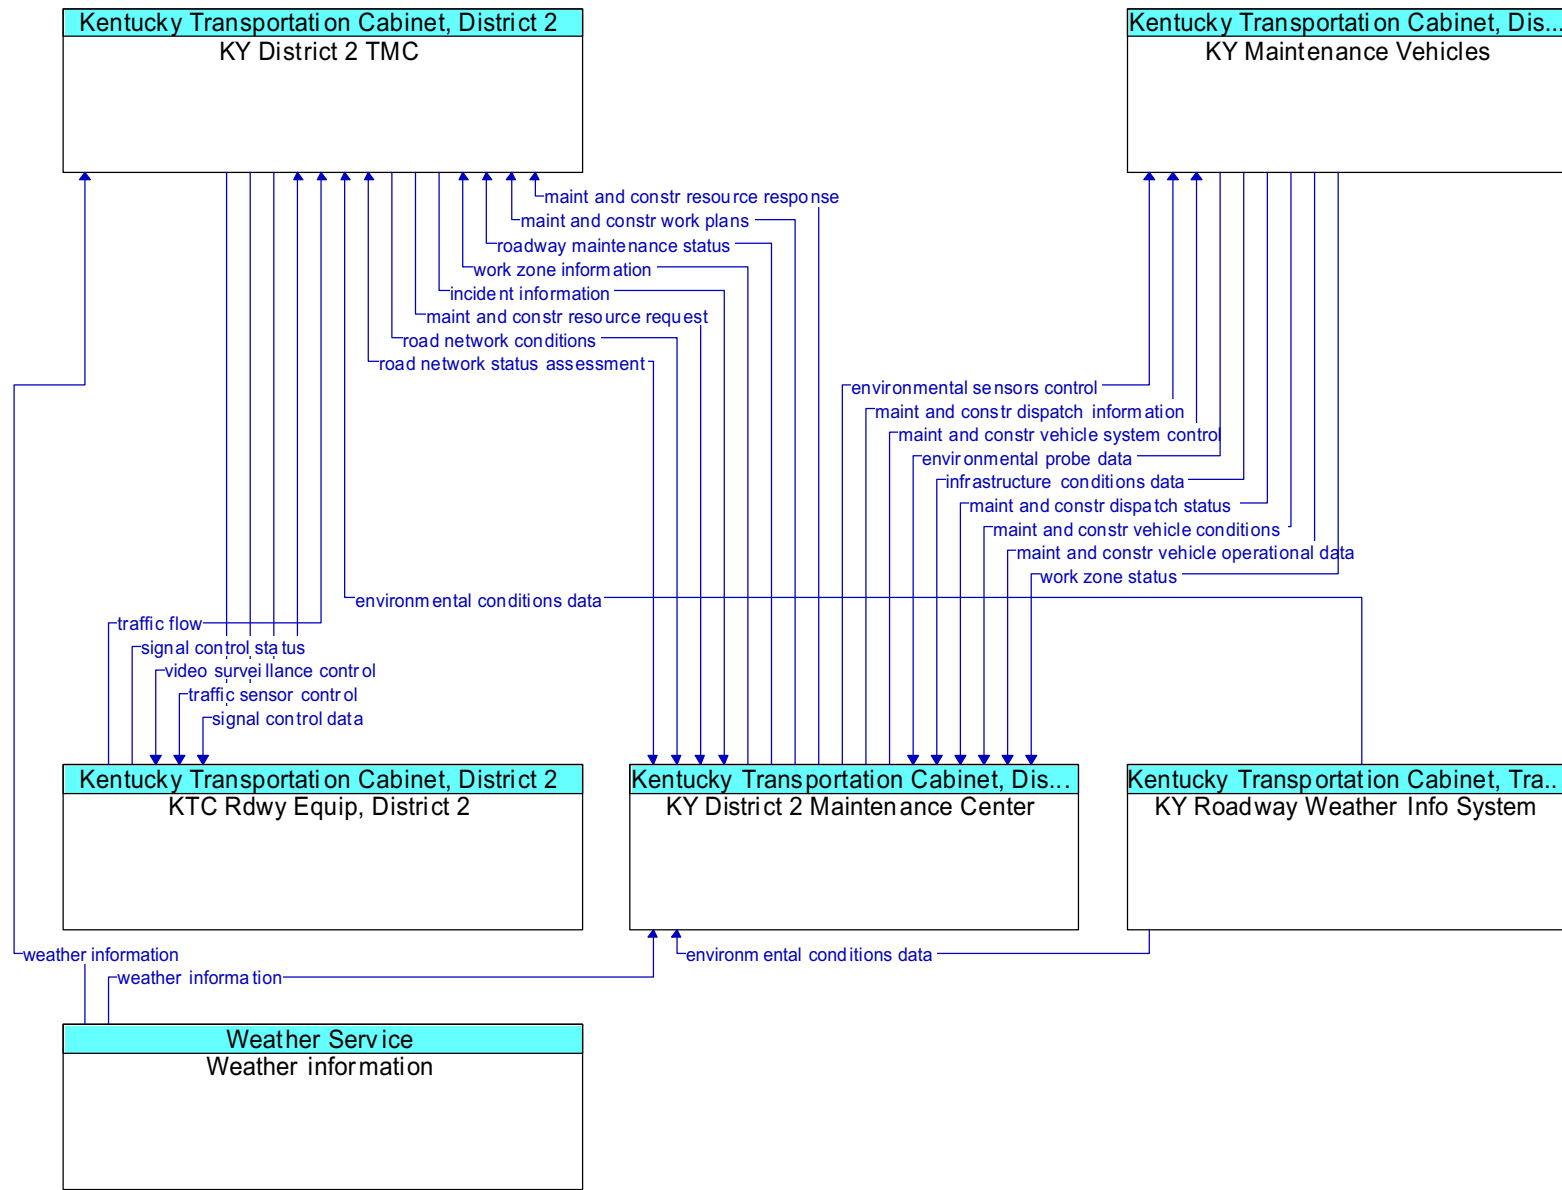 Kentucky Transportation Cabinet, District 2
KY District 2 TMC
Kentucky Transportation Cabinet, Dis...
KY Maintenance Vehicles
maint and constr resource response
maint and constr work plans
roadway maintenance status
work zone information
incident information
maint and constr resource request
road network conditions
road network status assessment
environmental sensors control
maint and constr dispatch information
maint and constr vehicle system control
environmental probe data
infrastructure conditions data
maint and constr dispatch status
maint and constr vehicle conditions
maint and constr vehicle operational data
work zone status
environmental conditions data
traffic flow
signal control status
video surveillance control
traffic sensor control
signal control data
Kentucky Transportation Cabinet, District 2
KTC Rdwy Equip, District 2
Kentucky Transportation Cabinet, Dis...
KY District 2 Maintenance Center
Kentucky Transportation Cabinet, Tra...
KY Roadway Weather Info System
weather information
environmental conditions data
weather information
Weather Service
Weather information